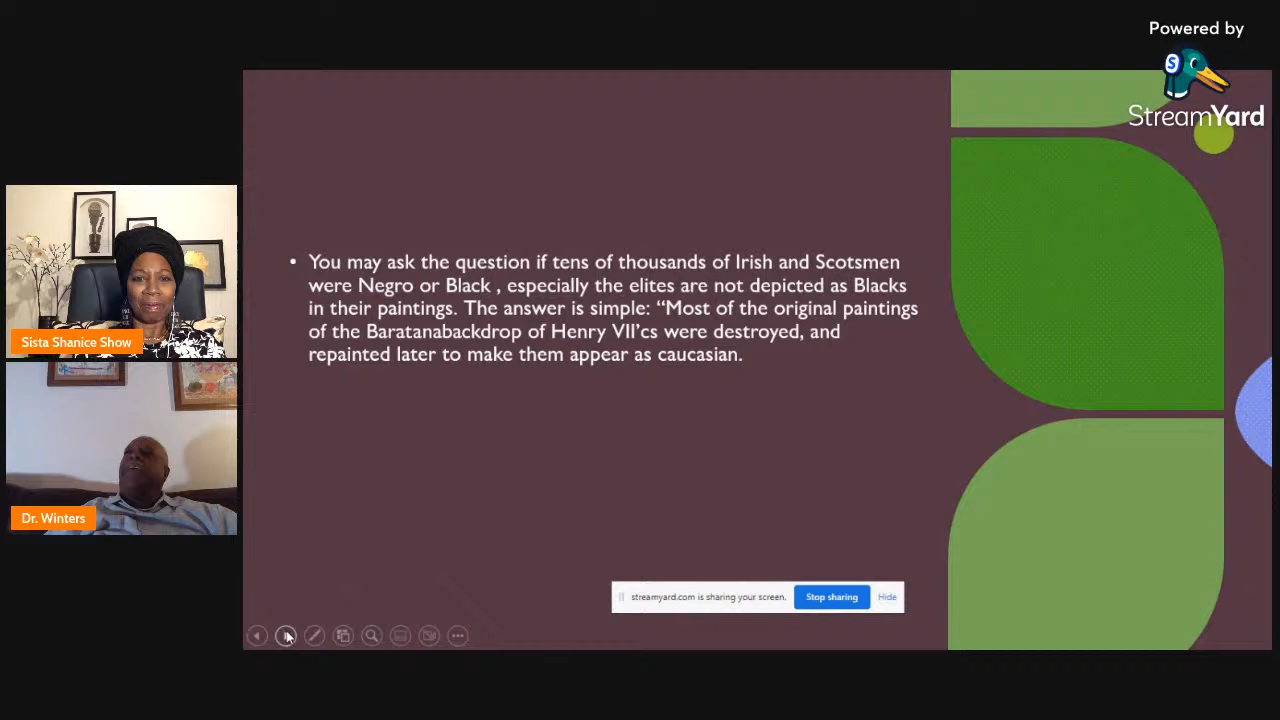 Powered by
S
StreamYard
• You may ask the question if tens of thousands of Irish and Scotsmen
were Negro or Black , especially the elites are not depicted as Blacks
in their paintings. The answer is simple: “Most of the original paintings
of the Baratanabackdrop of Henry VII’cs were destroyed, and
repainted later to make them appear as caucasian.
Sista Shanice Show
Dr. Winters
streamyard.com is sharing your screen.
Stop sharing
Hide